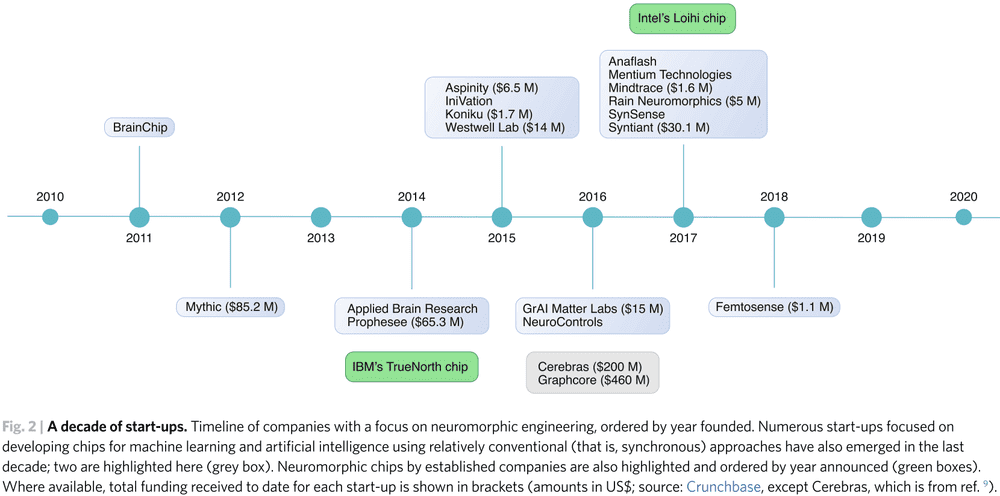 Intel's Loihi chip
Anaflash
Mentium Technologies
Mindtrace ($1.6 M)
Rain Neuromorphics ($5 M)
SynSense
Syntiant ($30.1 M)
Aspinity ($6.5 M)
IniVation
Koniku ($1.7 M)
Westwell Lab ($14 M)
BrainChip
2010
2012
2014
2016
2018
2020
2011
2013
2015
2017
2019
Mythic ($85.2 M)
Applied Brain Research
Prophesee ($65.3 M)
GrAI Matter Labs ($15 M)
NeuroControls
Femtosense ($1.1 M)
IBM's TrueNorth chip
Cerebras ($200 M)
Graphcore ($460 M)
Fig. 2 | A decade of start-ups. Timeline of companies with a focus on neuromorphic engineering, ordered by year founded. Numerous start-ups focused on
developing chips for machine learning and artificial intelligence using relatively conventional (that is, synchronous) approaches have also emerged in the last
decade; two are highlighted here (grey box). Neuromorphic chips by established companies are also highlighted and ordered by year announced (green boxes).
Where available, total funding received to date for each start-up is shown in brackets (amounts in US$; source: Crunchbase, except Cerebras, which is from ref. 9).